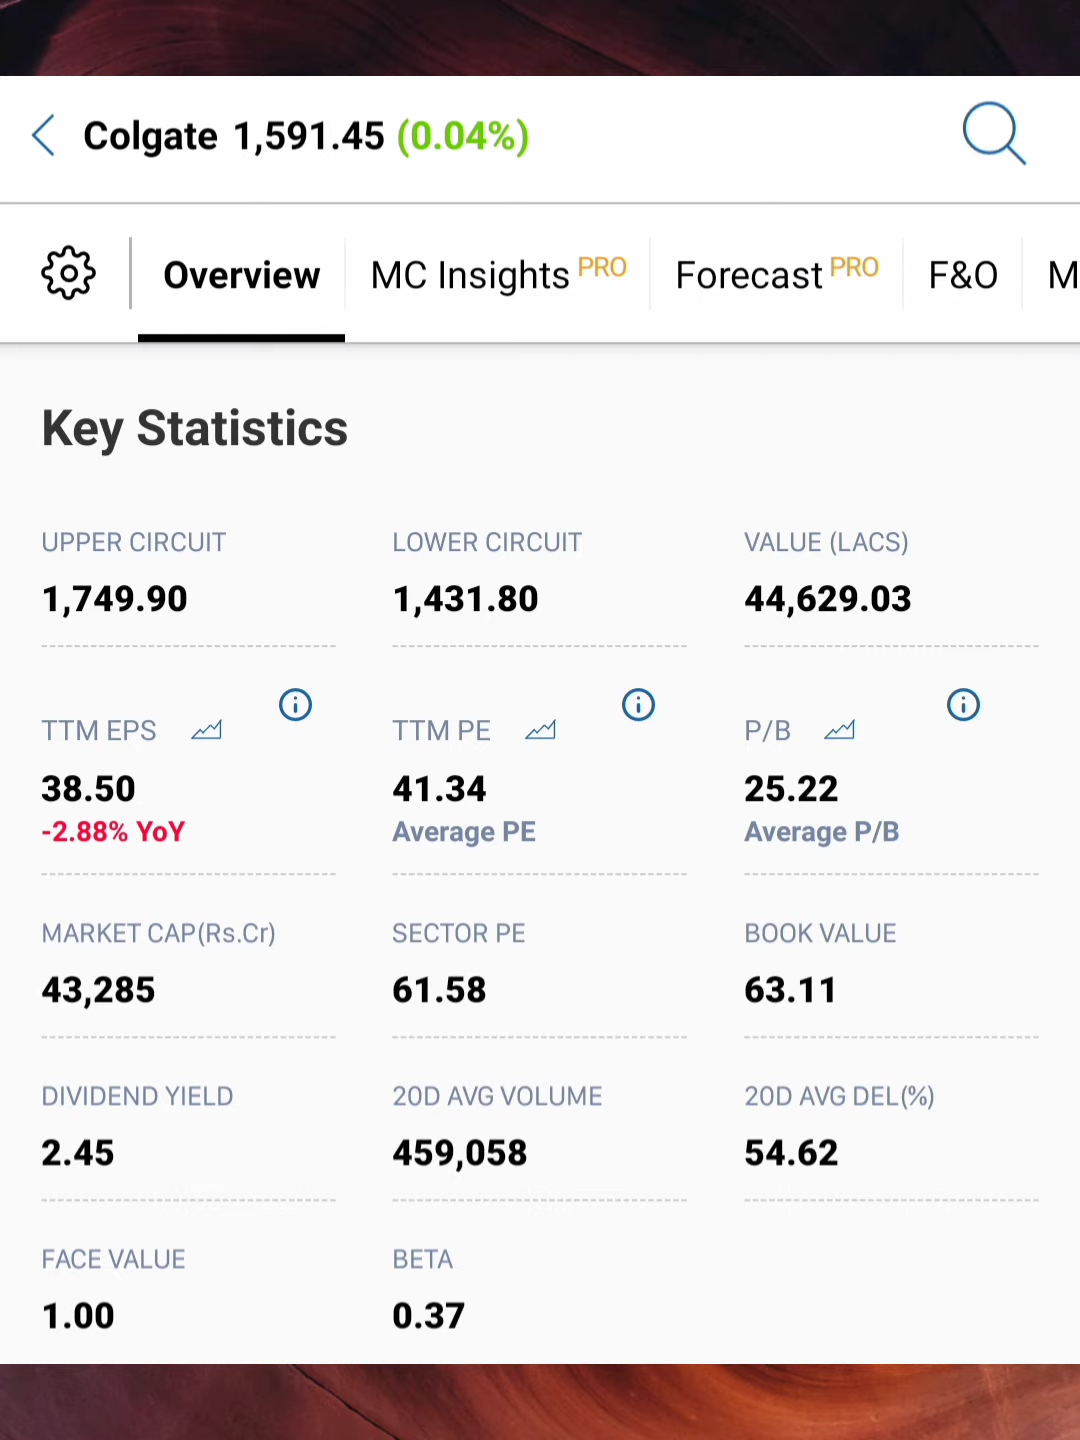 Colgate 1,591.45 (0.04%)
Overview MC Insights PRO Forecast PRO F&O M
Key Statistics
UPPER CIRCUIT LOWER CIRCUIT VALUE (LACS)
1,749.90 1,431.80 44,629.03
TTM EPS TTM PE P/B
38.50 41.34 25.22
-2.88% YoY Average PE Average P/B
MARKET CAP(Rs.Cr) SECTOR PE BOOK VALUE
43,285 61.58 63.11
DIVIDEND YIELD 20D AVG VOLUME 20D AVG DEL(%)
2.45 459,058 54.62
FACE VALUE BETA
1.00 0.37